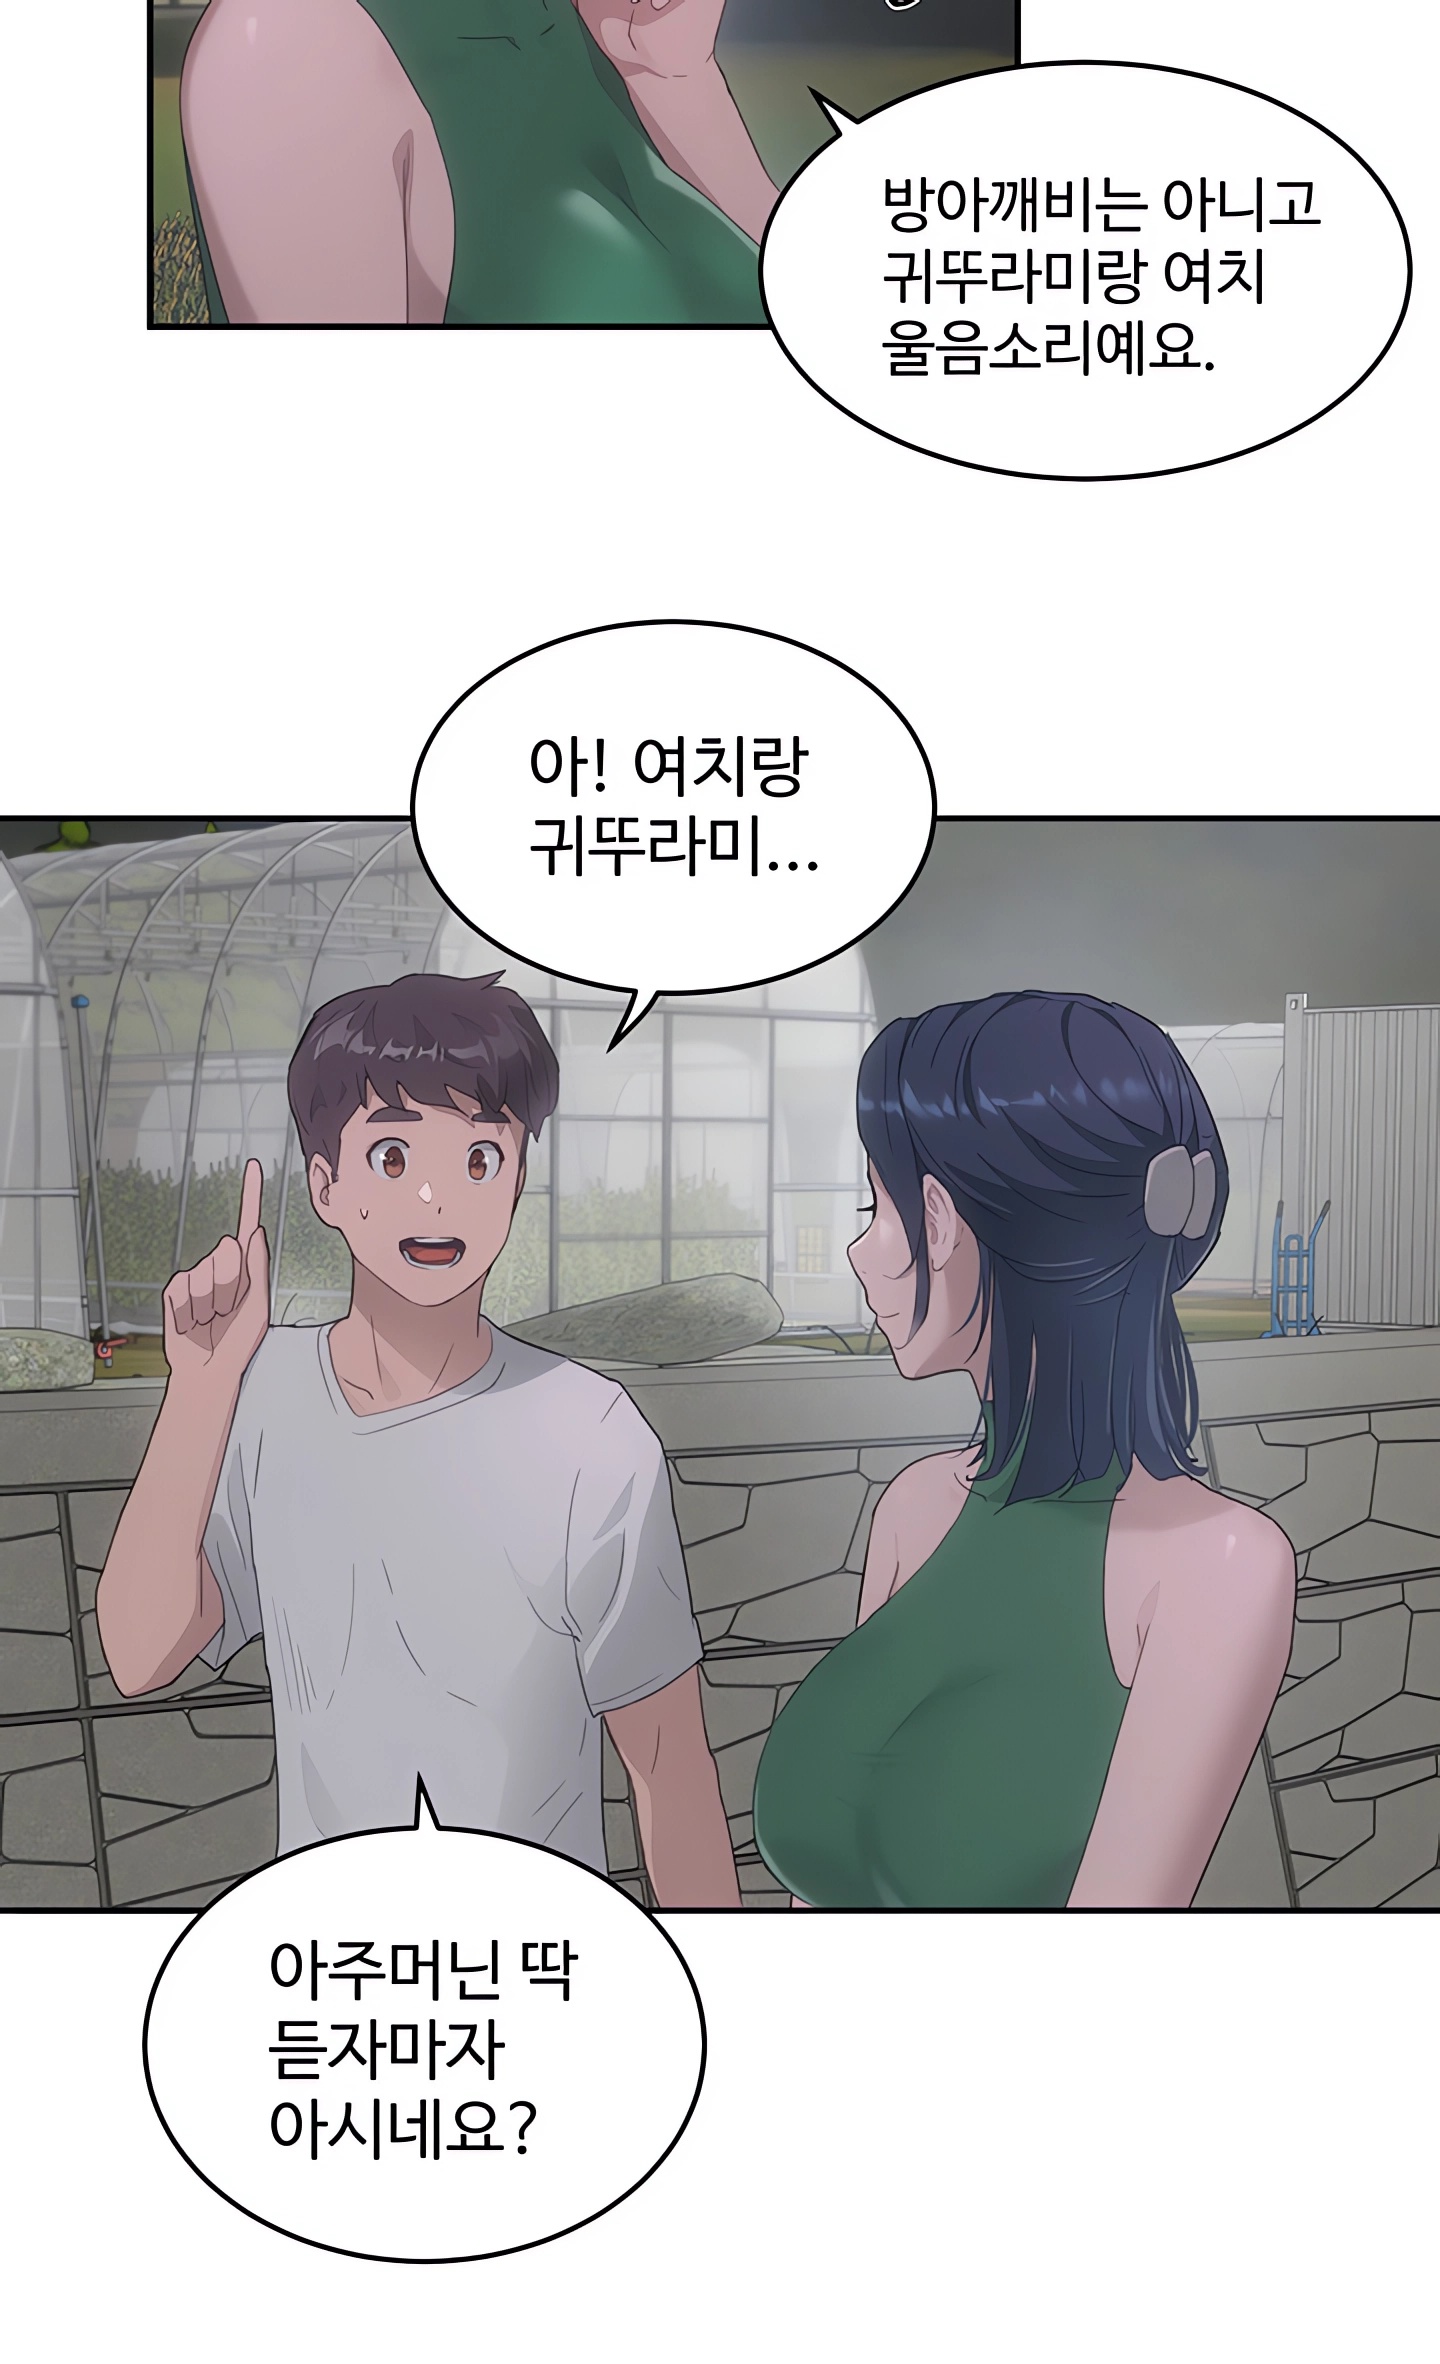 방아깨비는 아니고
귀뚜라미랑 여치
울음소리예요.
아! 여치랑
귀뚜라미...
아주머닌 딱
듣자마자
아시네요?